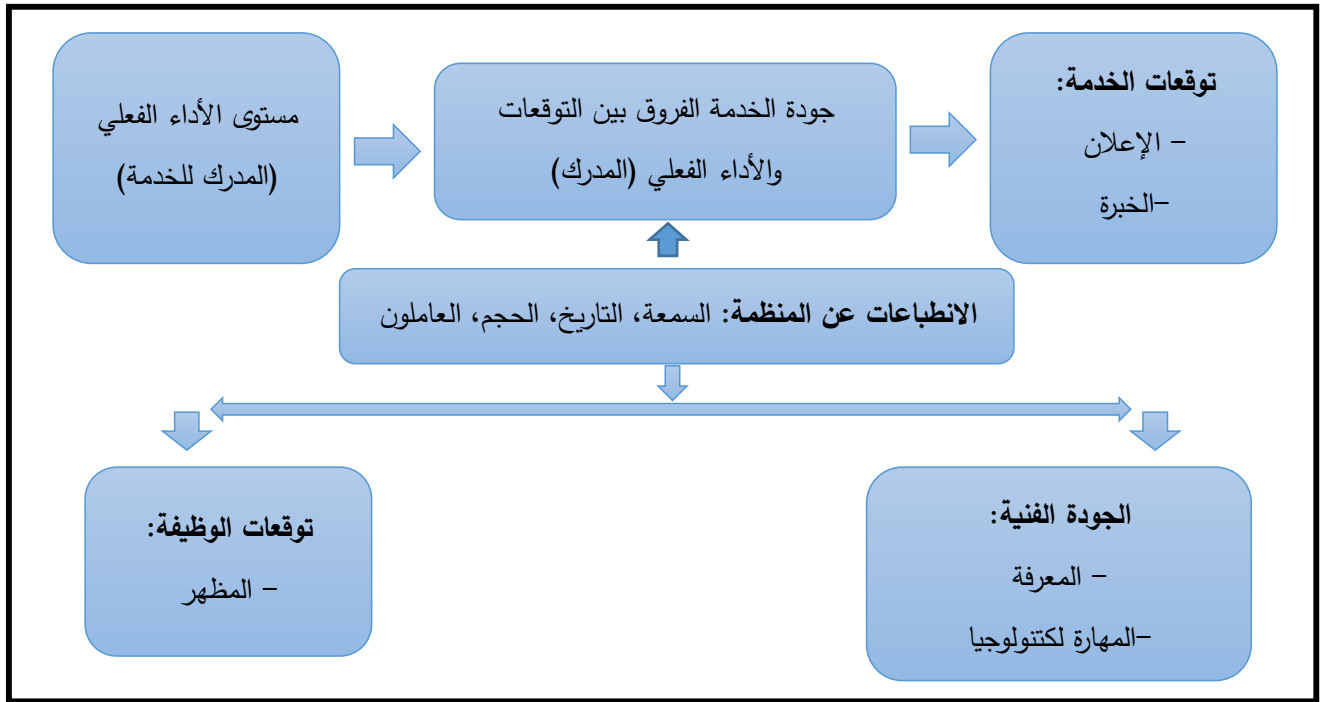 توقعات الخدمة:
– الإعلان
–الخبرة
جودة الخدمة الفروق بين التوقعات
والأداء الفعلي (المدرك)
مستوى الأداء الفعلي
(المدرك للخدمة)
الانطباعات عن المنظمة: السمعة، التاريخ، الحجم، العاملون
الجودة الفنية:
– المعرفة
–المهارة لكتنولوجيا
توقعات الوظيفة:
– المظهر